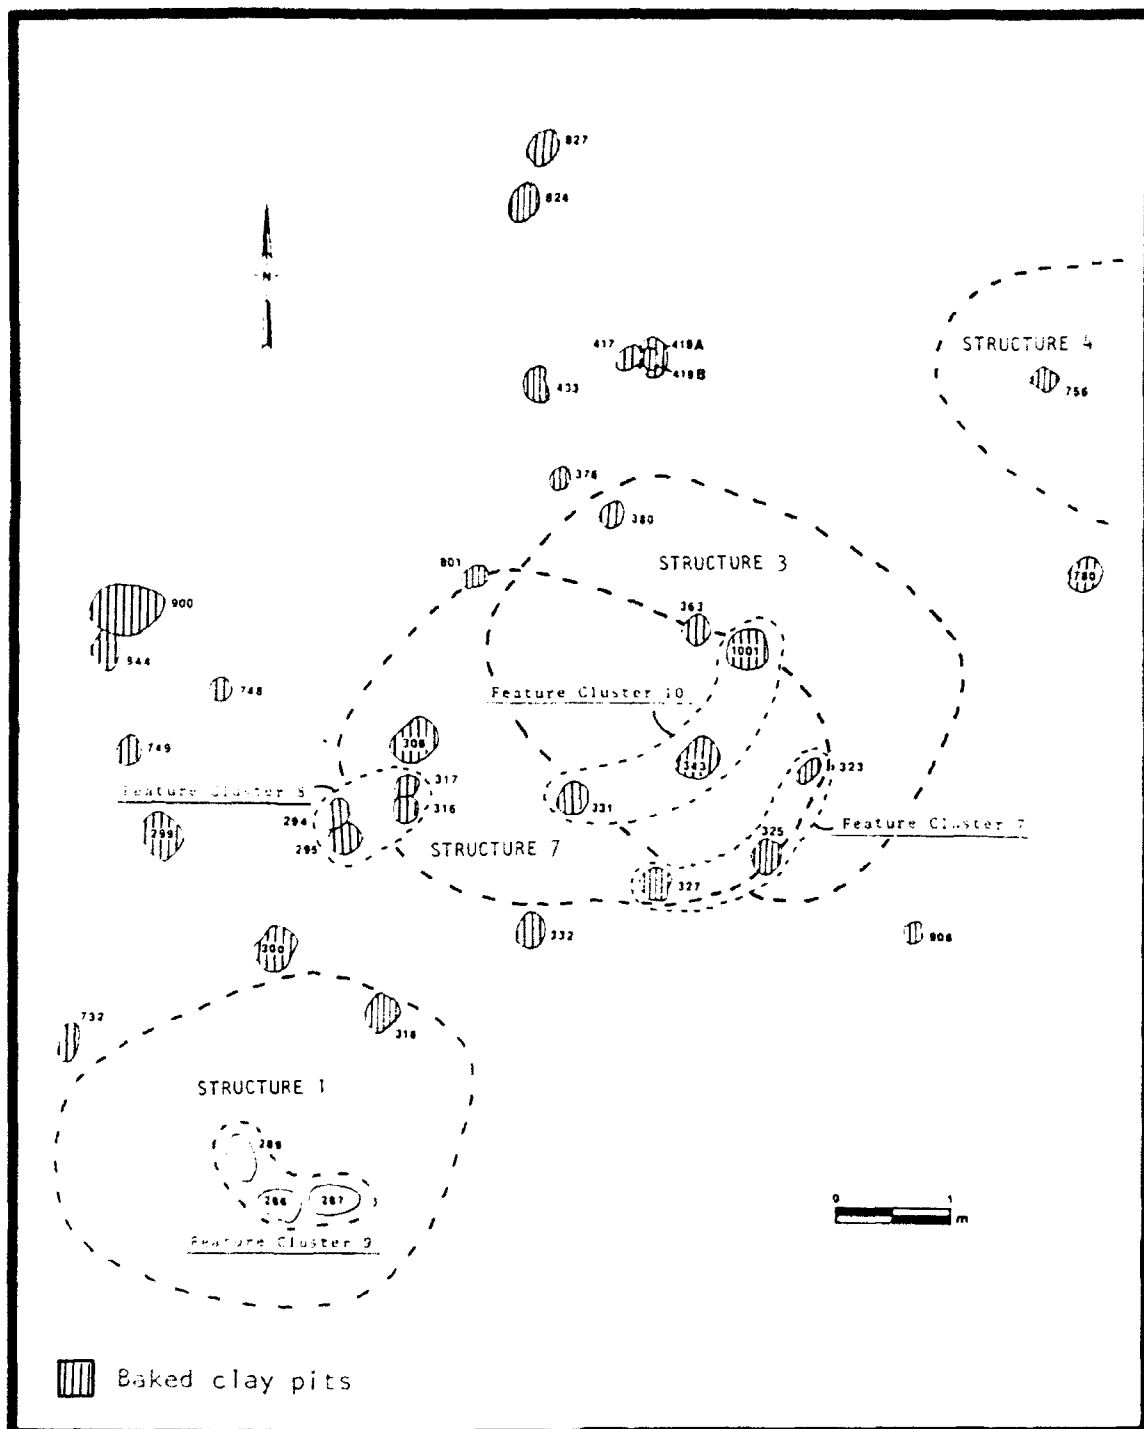 827
824
N
417
419A
419B
433
STRUCTURE 4
756
376
380
STRUCTURE 3
801
780
363
900
1001
944
748
Feature Cluster 10
308
749
343
323
317
Feature Cluster 8
316
331
294
Feature Cluster 7
299
325
295
STRUCTURE 7
327
332
906
300
732
318
STRUCTURE 1
289
286
287
0 1
m
Feature Cluster 9
Baked clay pits